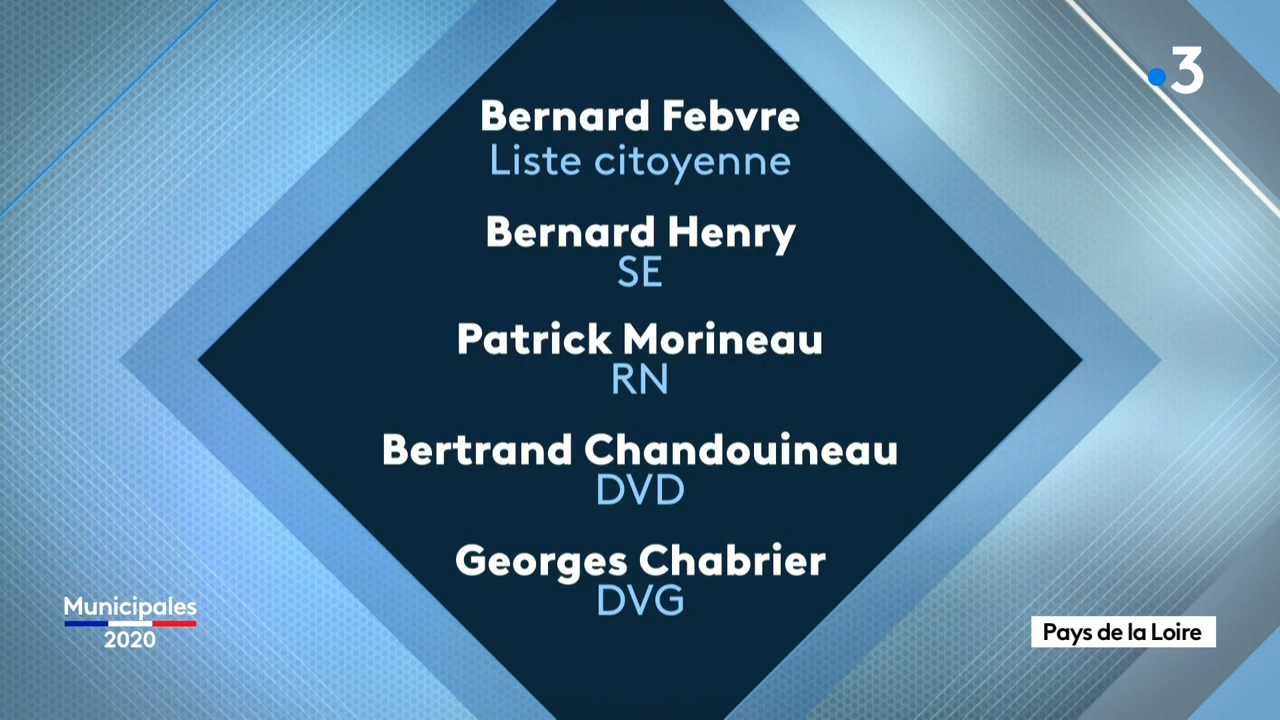 3
Bernard Febvre
Liste citoyenne
Bernard Henry
SE
Patrick Morineau
RN
Bertrand Chandouineau
DVD
Georges Chabrier
DVG
Municipales
2020
Pays de la Loire